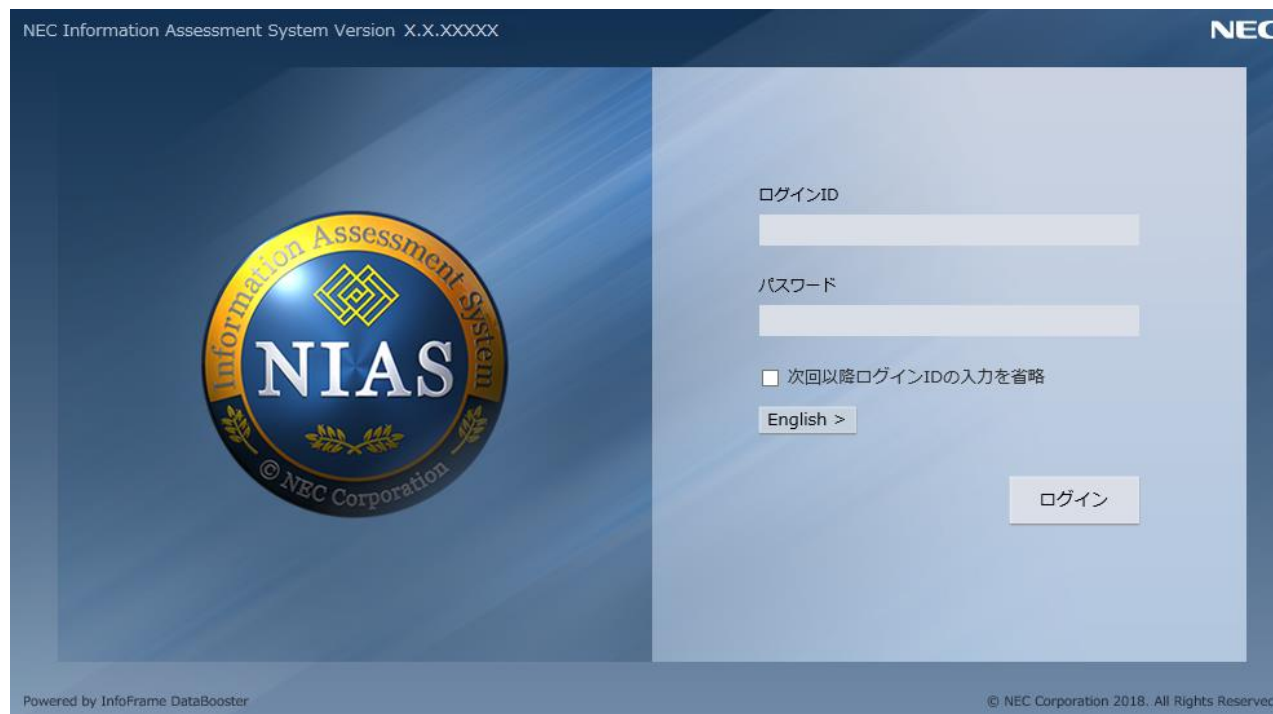 NEC Information Assessment System Version X.X.XXXXX
NEC
Information Assessment System
NIAS
© NEC Corporation
ログインID
パスワード
次回以降ログインIDの入力を省略
English >
ログイン
Powered by InfoFrame DataBooster
© NEC Corporation 2018. All Rights Reserved